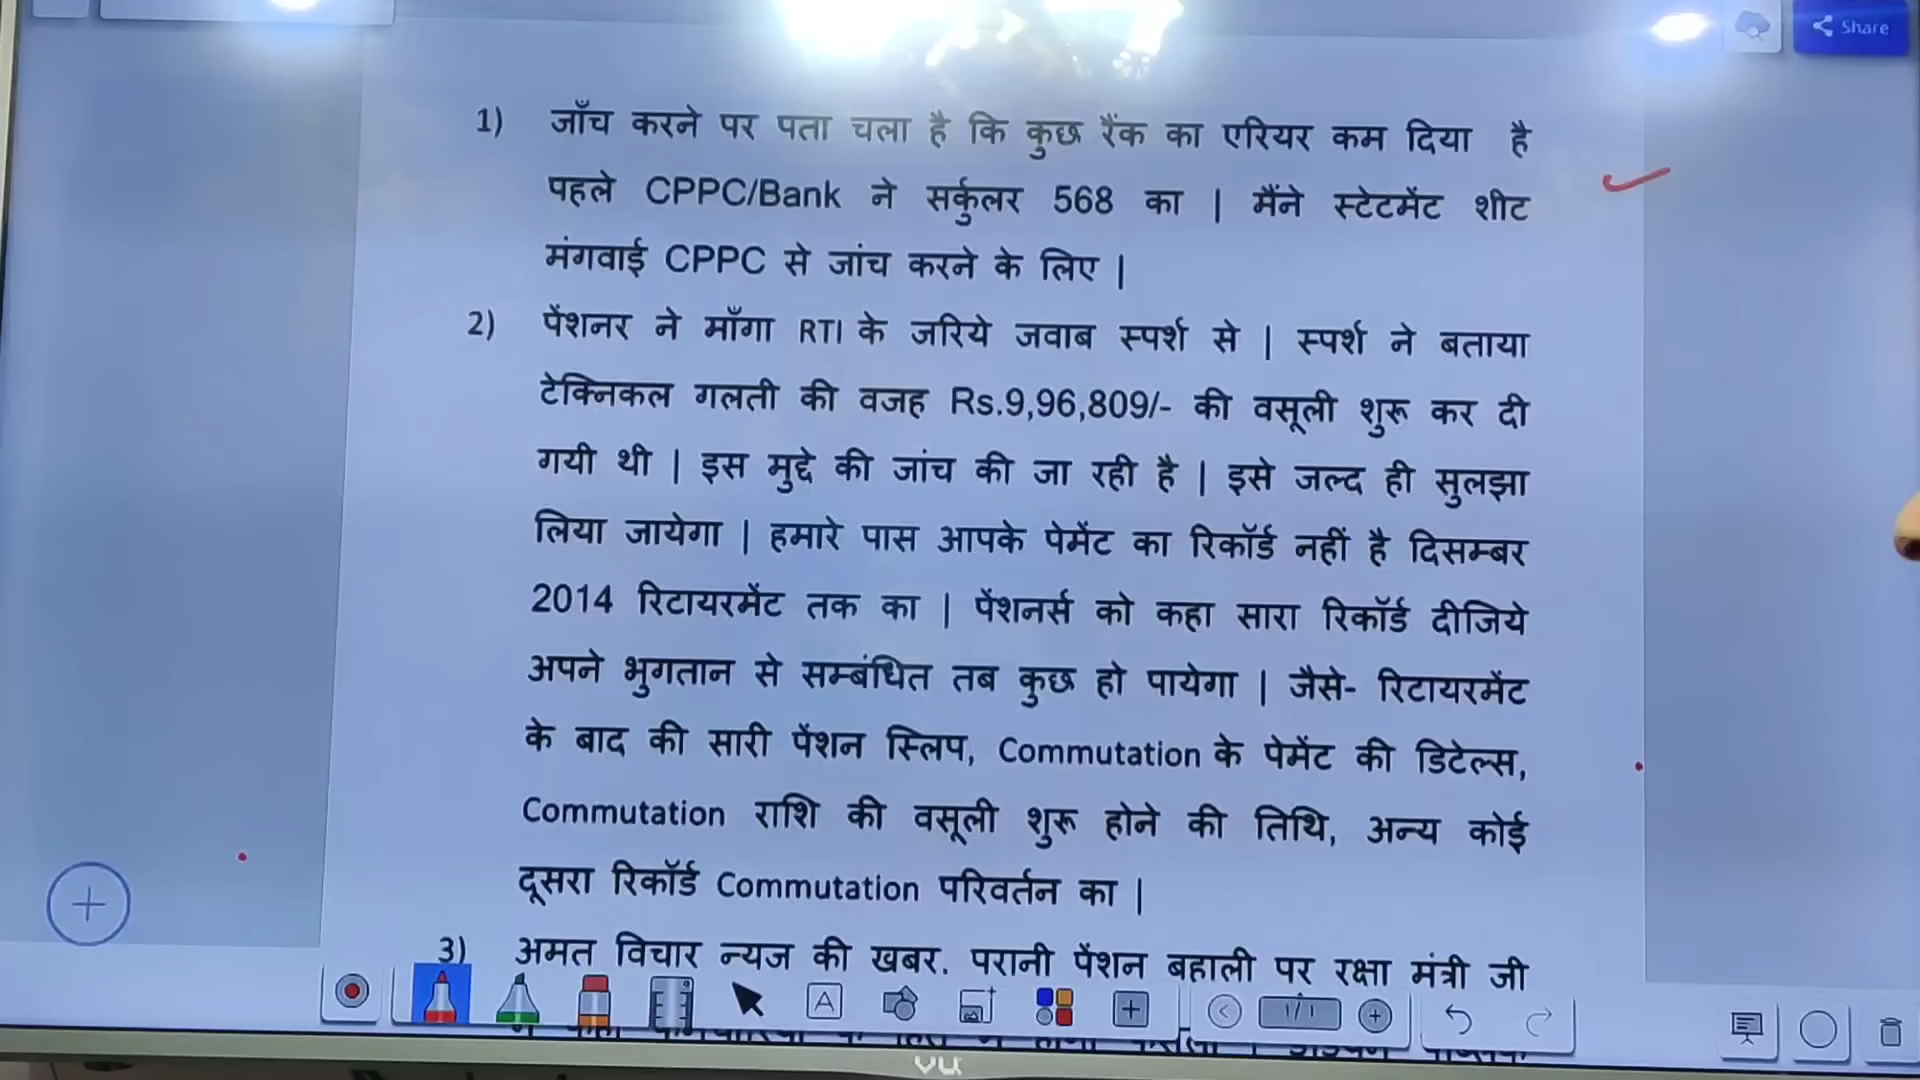 Share
1) जाँच करने पर पता चला है कि कुछ रैंक का एरियर कम दिया है
पहले CPPC/Bank ने सर्कुलर 568 का | मैंने स्टेटमेंट शीट
मंगवाई CPPC से जांच करने के लिए |
2) पेंशनर ने माँगा RTI के जरिये जवाब स्पर्श से | स्पर्श ने बताया
टेक्निकल गलती की वजह Rs.9,96,809/- की वसूली शुरू कर दी
गयी थी | इस मुद्दे की जांच की जा रही है | इसे जल्द ही सुलझा
लिया जायेगा | हमारे पास आपके पेमेंट का रिकॉर्ड नहीं है दिसम्बर
2014 रिटायरमेंट तक का | पेंशनर्स को कहा सारा रिकॉर्ड दीजिये
अपने भुगतान से सम्बंधित तब कुछ हो पायेगा | जैसे- रिटायरमेंट
के बाद की सारी पेंशन स्लिप, Commutation के पेमेंट की डिटेल्स,
Commutation राशि की वसूली शुरू होने की तिथि, अन्य कोई
दूसरा रिकॉर्ड Commutation परिवर्तन का |
3) अमत विचार न्यज की खबर. परानी पेंशन बहाली पर रक्षा मंत्री जी
A
1/1
vu